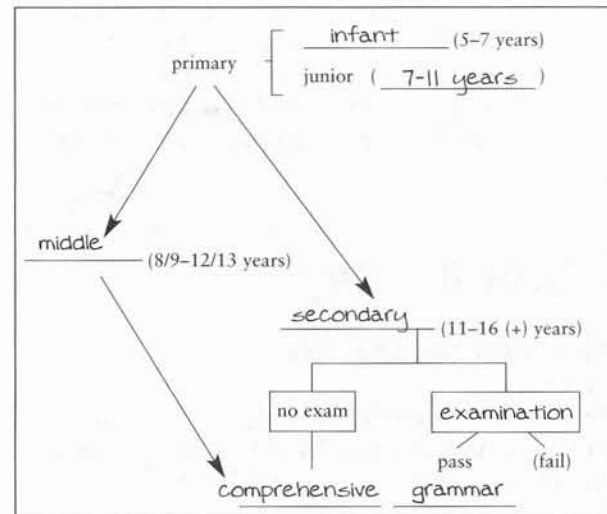 infant (5–7 years)
primary
junior ( 7-11 years )
middle
(8/9–12/13 years)
secondary
(11–16 (+) years)
no exam
examination
pass
(fail)
comprehensive
grammar